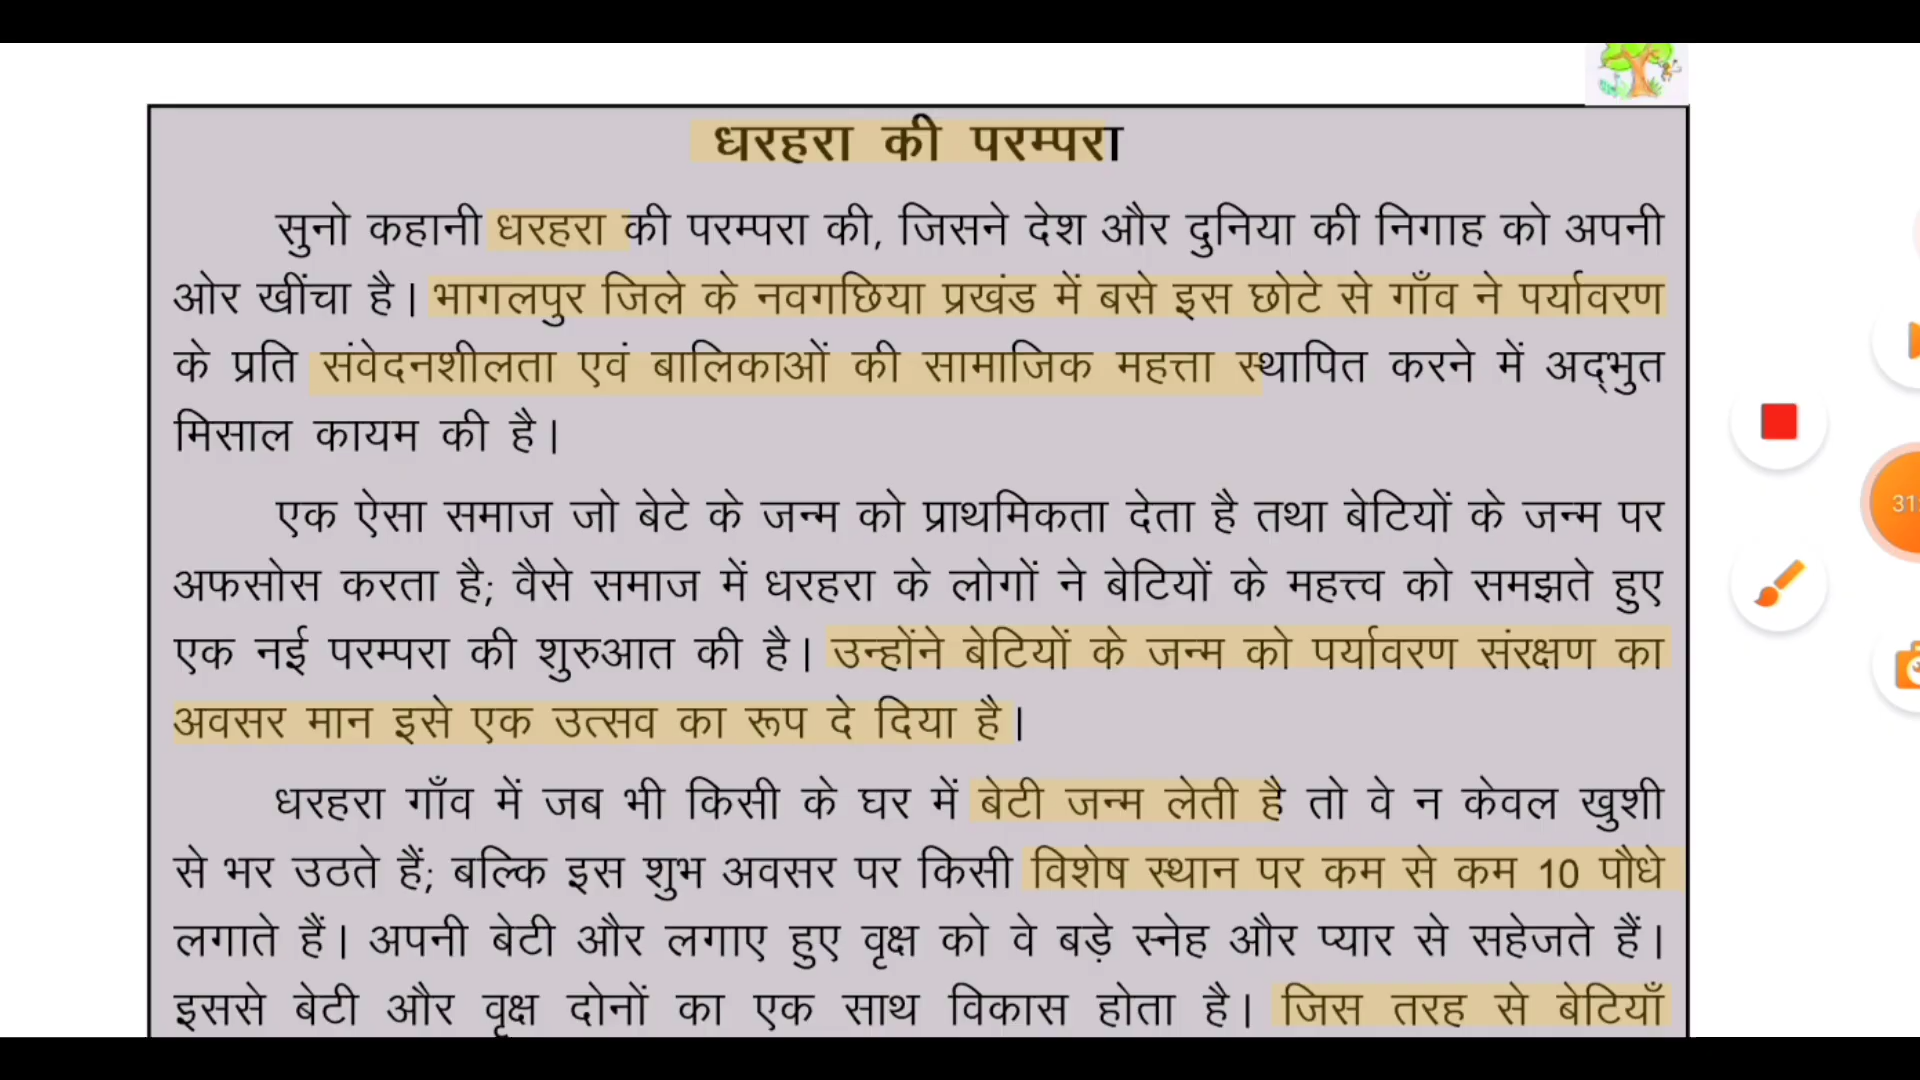 धरहरा की परम्परा
सुनो कहानी धरहरा की परम्परा की, जिसने देश और दुनिया की निगाह को अपनी
ओर खींचा है। भागलपुर जिले के नवगछिया प्रखंड में बसे इस छोटे से गाँव ने पर्यावरण
के प्रति संवेदनशीलता एवं बालिकाओं की सामाजिक महत्ता स्थापित करने में अद्‌भुत
मिसाल कायम की है।
एक ऐसा समाज जो बेटे के जन्म को प्राथमिकता देता है तथा बेटियों के जन्म पर
अफसोस करता है; वैसे समाज में धरहरा के लोगों ने बेटियों के महत्त्व को समझते हुए
एक नई परम्परा की शुरुआत की है। उन्होंने बेटियों के जन्म को पर्यावरण संरक्षण का
अवसर मान इसे एक उत्सव का रूप दे दिया है।
धरहरा गाँव में जब भी किसी के घर में बेटी जन्म लेती है तो वे न केवल खुशी
से भर उठते हैं; बल्कि इस शुभ अवसर पर किसी विशेष स्थान पर कम से कम 10 पौधे
लगाते हैं। अपनी बेटी और लगाए हुए वृक्ष को वे बड़े स्नेह और प्यार से सहेजते हैं।
इससे बेटी और वृक्ष दोनों का एक साथ विकास होता है। जिस तरह से बेटियाँ